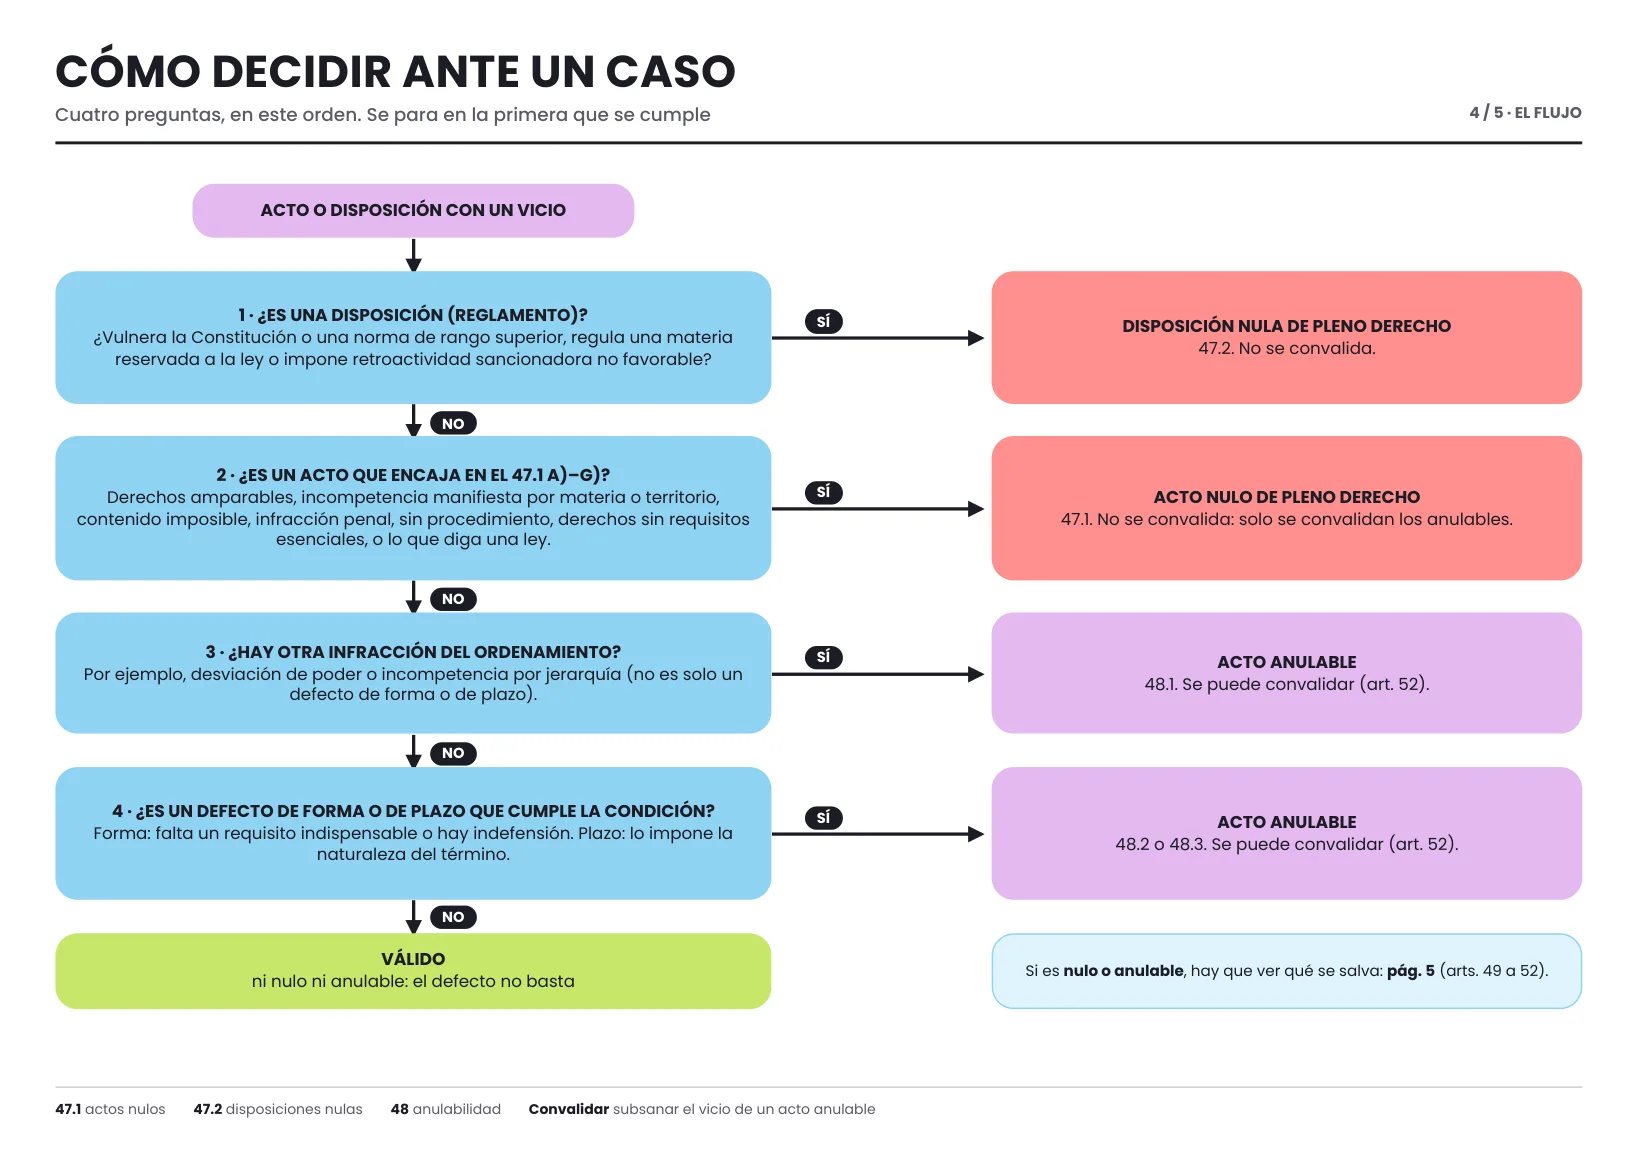 CÓMO DECIDIR ANTE UN CASO
Cuatro preguntas, en este orden. Se para en la primera que se cumple
4 / 5 · EL FLUJO
ACTO O DISPOSICIÓN CON UN VICIO
1 · ¿ES UNA DISPOSICIÓN (REGLAMENTO)?
¿Vulnera la Constitución o una norma de rango superior, regula una materia
reservada a la ley o impone retroactividad sancionadora no favorable?
SÍ
DISPOSICIÓN NULA DE PLENO DERECHO
47.2. No se convalida.
NO
2 · ¿ES UN ACTO QUE ENCAJA EN EL 47.1 A)–G)?
Derechos amparables, incompetencia manifiesta por materia o territorio,
contenido imposible, infracción penal, sin procedimiento, derechos sin requisitos
esenciales, o lo que diga una ley.
SÍ
ACTO NULO DE PLENO DERECHO
47.1. No se convalida: solo se convalidan los anulables.
NO
3 · ¿HAY OTRA INFRACCIÓN DEL ORDENAMIENTO?
Por ejemplo, desviación de poder o incompetencia por jerarquía (no es solo un
defecto de forma o de plazo).
SÍ
ACTO ANULABLE
48.1. Se puede convalidar (art. 52).
NO
4 · ¿ES UN DEFECTO DE FORMA O DE PLAZO QUE CUMPLE LA CONDICIÓN?
Forma: falta un requisito indispensable o hay indefensión. Plazo: lo impone la
naturaleza del término.
SÍ
ACTO ANULABLE
48.2 o 48.3. Se puede convalidar (art. 52).
NO
VÁLIDO
ni nulo ni anulable: el defecto no basta
Si es nulo o anulable, hay que ver qué se salva: pág. 5 (arts. 49 a 52).
47.1 actos nulos 47.2 disposiciones nulas 48 anulabilidad Convalidar subsanar el vicio de un acto anulable